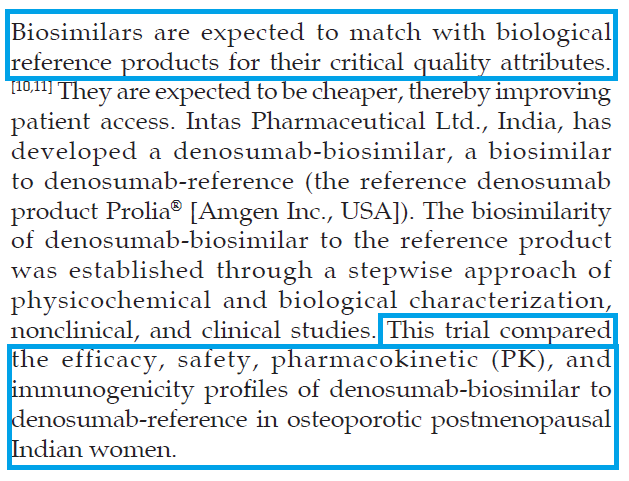 Biosimilars are expected to match with biological
reference products for their critical quality attributes.
[10,11] They are expected to be cheaper, thereby improving
patient access. Intas Pharmaceutical Ltd., India, has
developed a denosumab-biosimilar, a biosimilar
to denosumab-reference (the reference denosumab
product Prolia® [Amgen Inc., USA]). The biosimilarity
of denosumab-biosimilar to the reference product
was established through a stepwise approach of
physicochemical and biological characterization,
nonclinical, and clinical studies. This trial compared
the efficacy, safety, pharmacokinetic (PK), and
immunogenicity profiles of denosumab-biosimilar to
denosumab-reference in osteoporotic postmenopausal
Indian women.